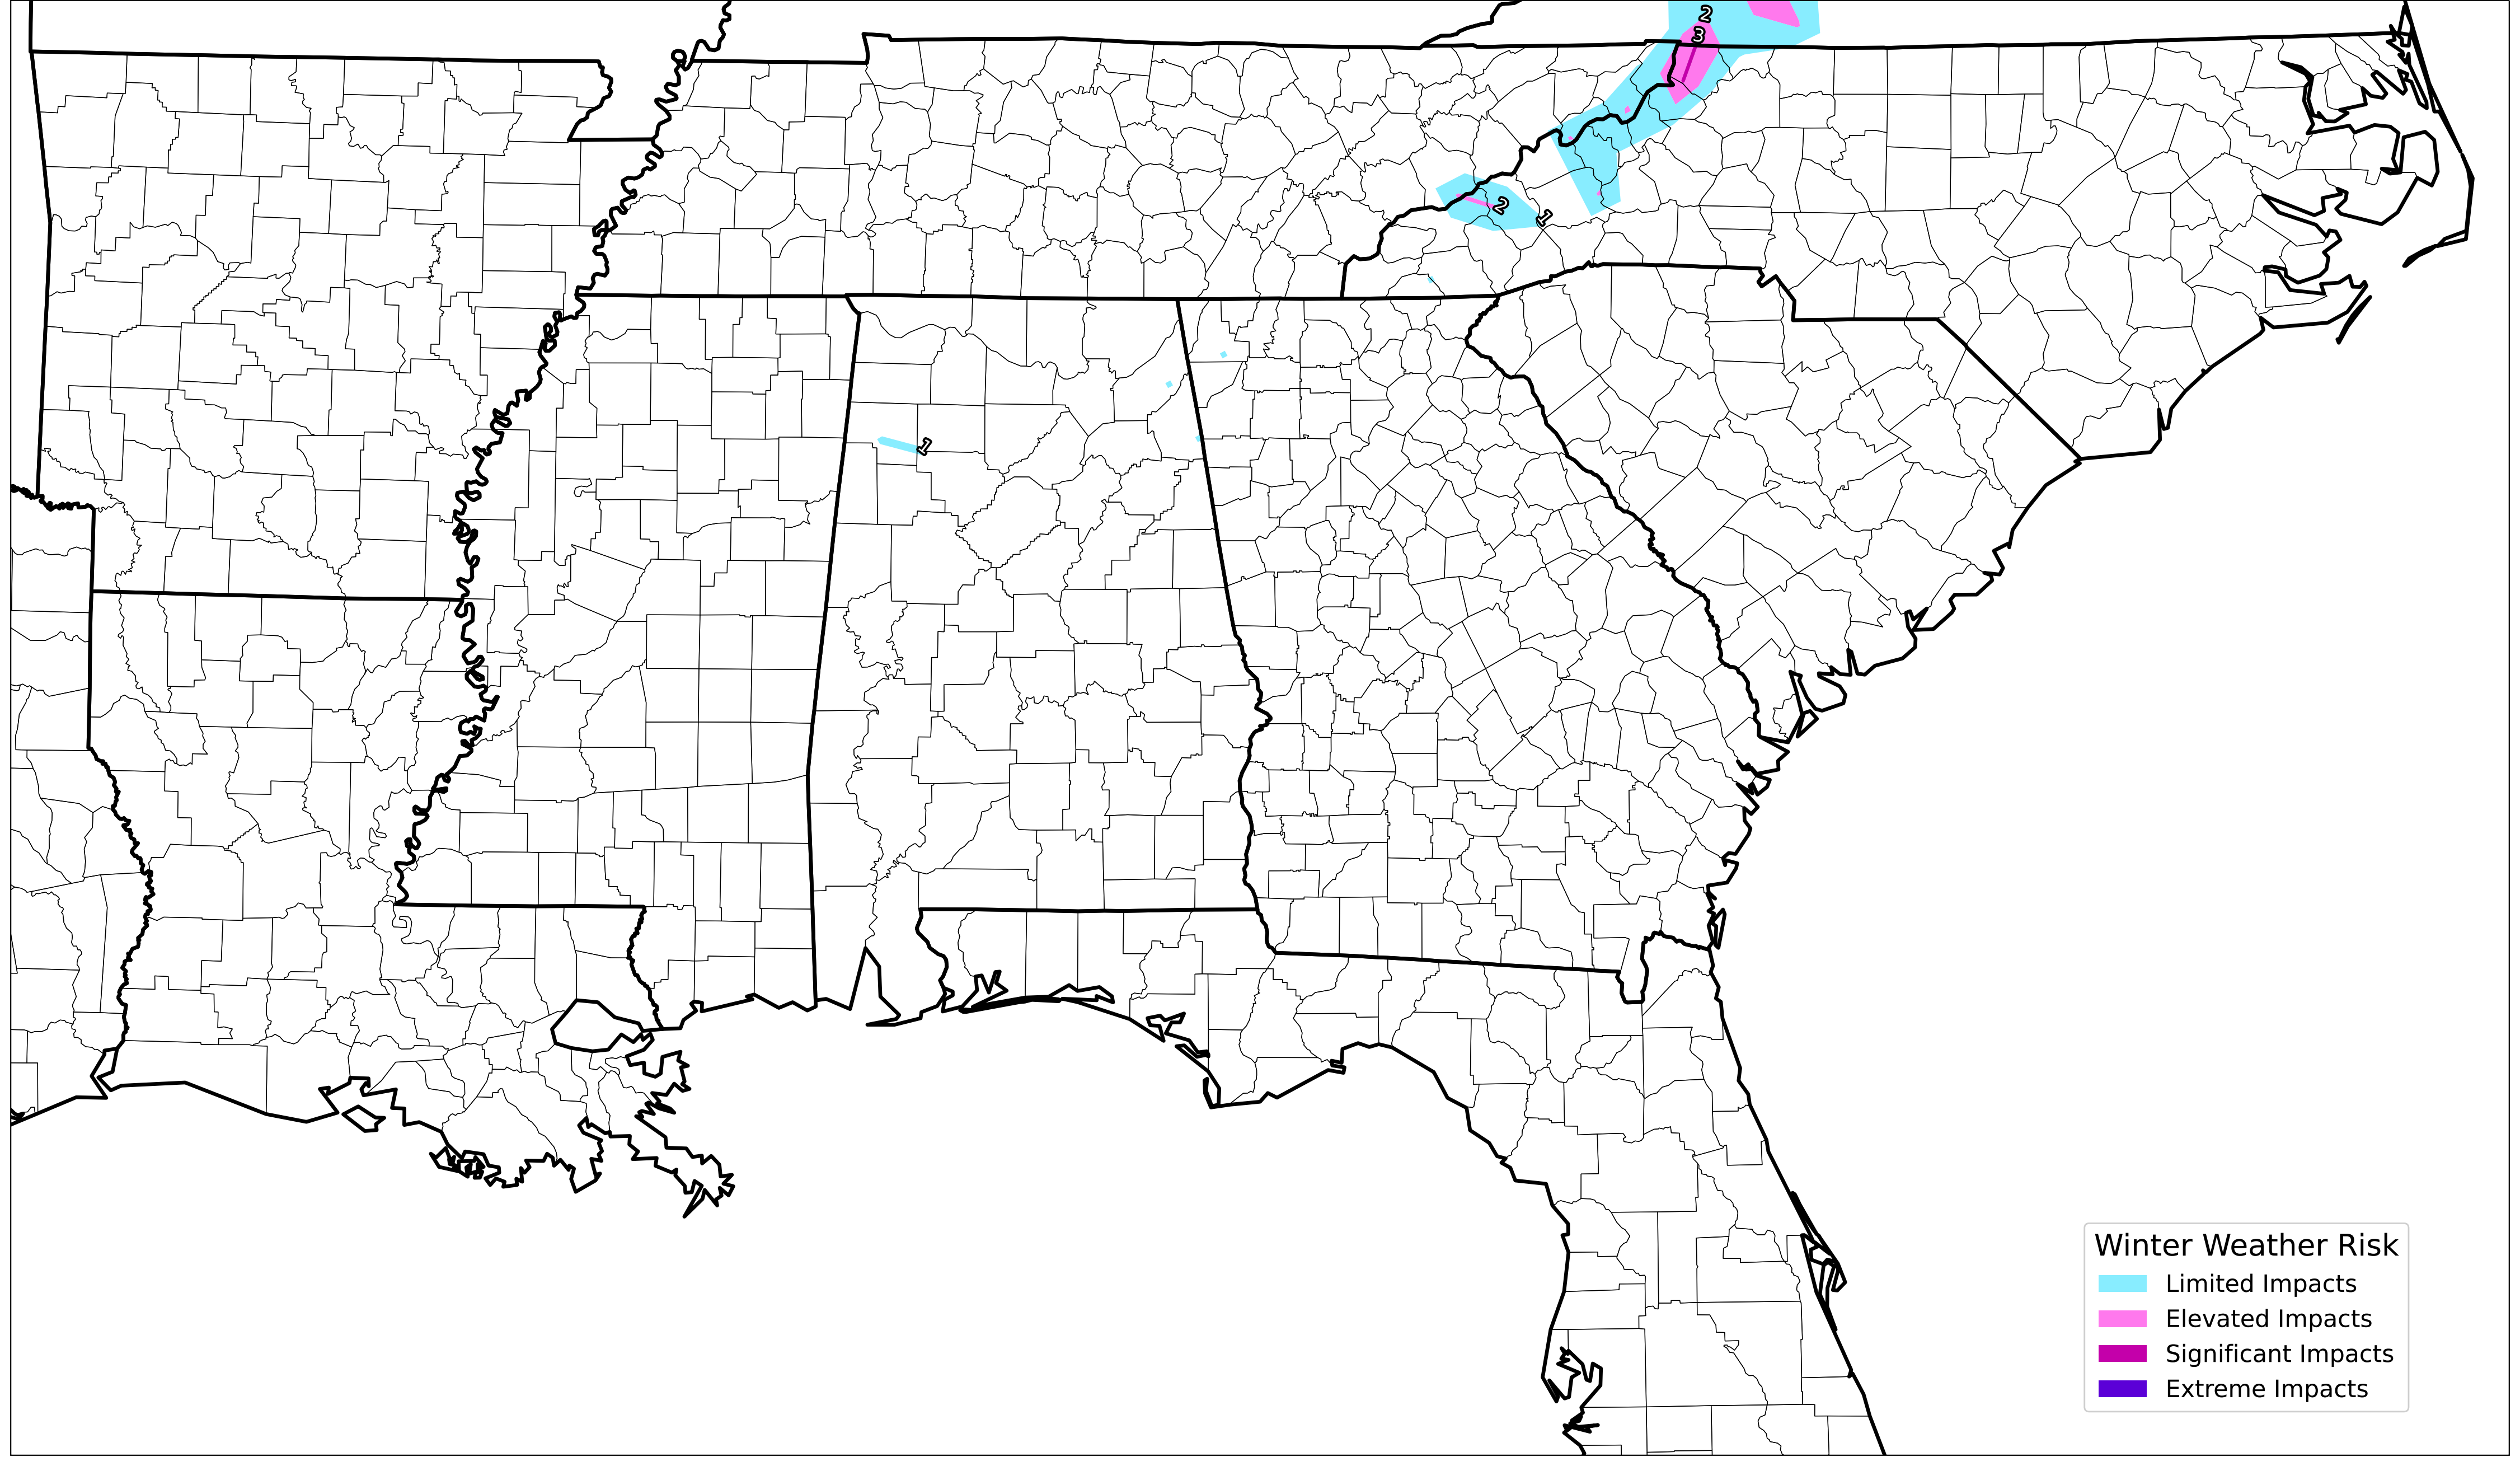 2
3
2
1
1
Winter Weather Risk
Limited Impacts
Elevated Impacts
Significant Impacts
Extreme Impacts